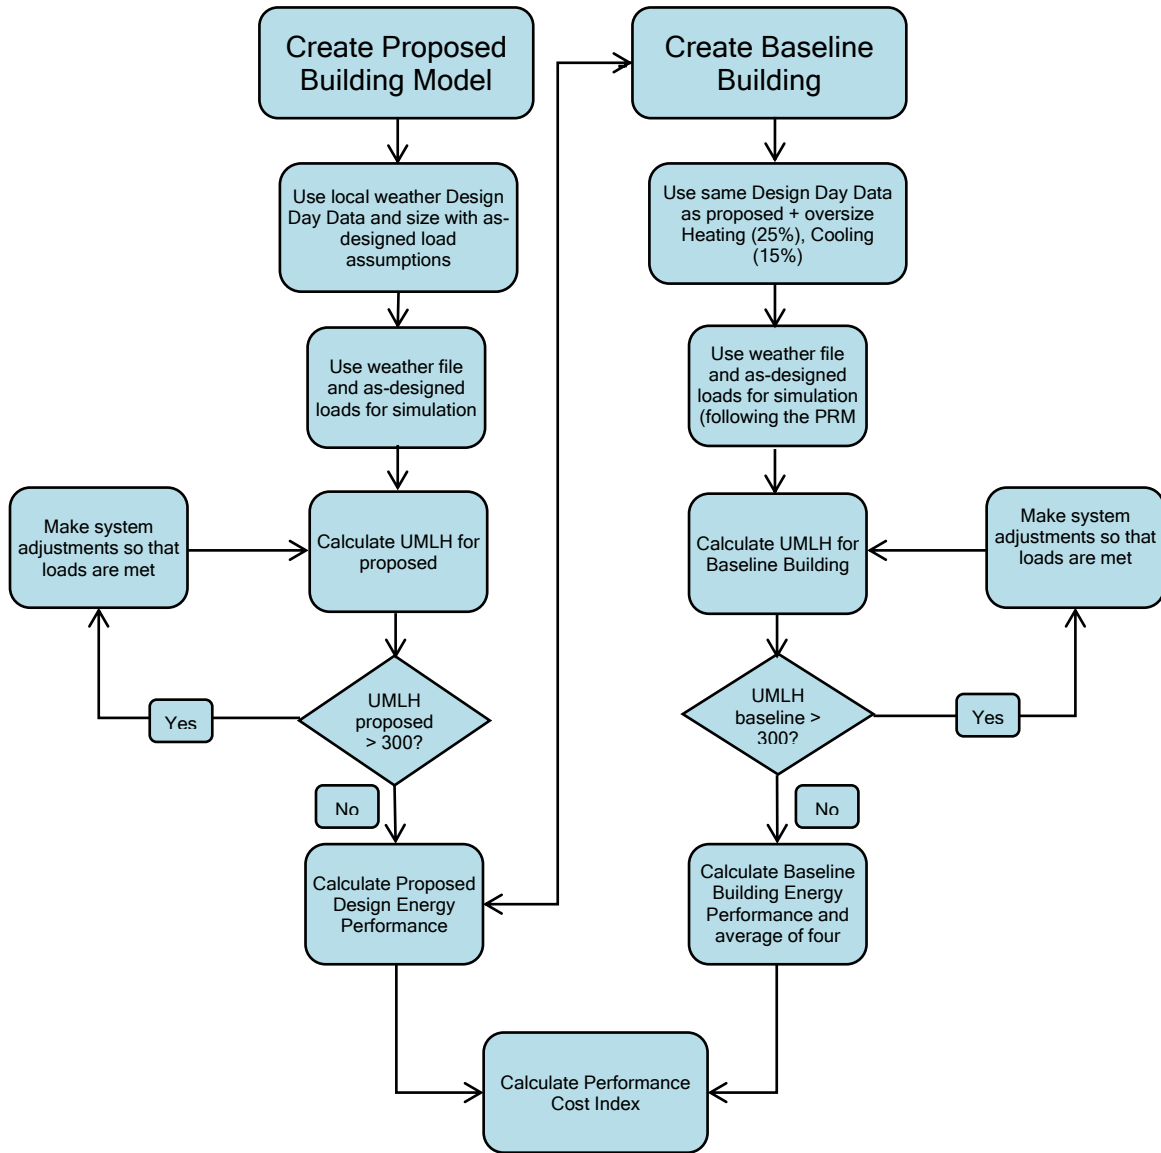 Create Proposed
Building Model
Use local weather Design
Day Data and size with as-
designed load
assumptions
Use weather file
and as-designed
loads for simulation
Make system
adjustments so that
loads are met
Calculate UMLH for
proposed
Yes
UMLH
proposed
> 300?
No
Calculate Proposed
Design Energy
Performance
Create Baseline
Building
Use same Design Day Data
as proposed + oversize
Heating (25%), Cooling
(15%)
Use weather file
and as-designed
loads for simulation
(following the PRM
Calculate UMLH for
Baseline Building
Make system
adjustments so that
loads are met
UMLH
baseline >
300?
Yes
No
Calculate Baseline
Building Energy
Performance and
average of four
Calculate Performance
Cost Index